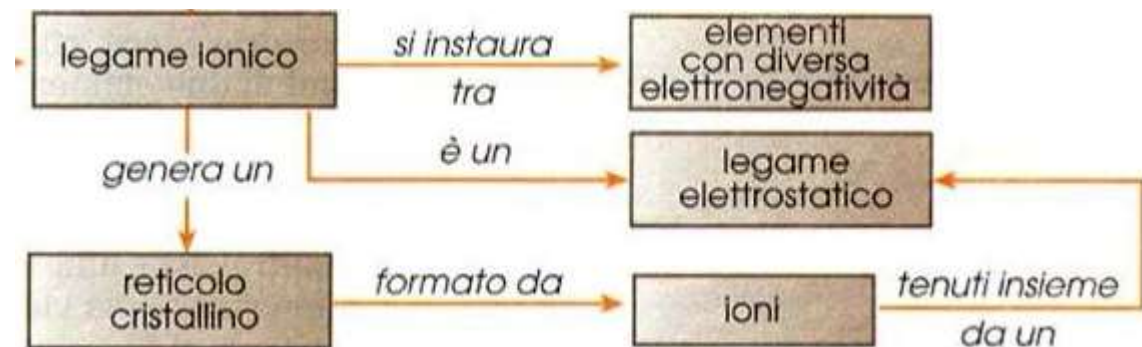 legame ionico
si instaura
tra
elementi
con diversa
elettronegatività
genera un
è un
legame
elettrostatico
reticolo
cristallino
formato da
ioni
tenuti insieme
da un